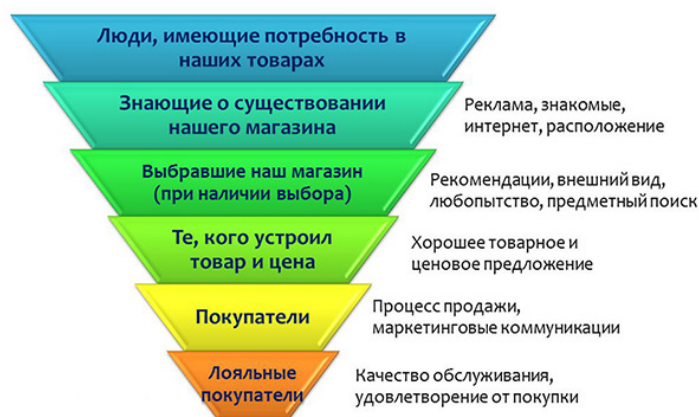 Люди, имеющие потребность в
наших товарах
Знающие о существовании
нашего магазина
Реклама, знакомые,
интернет, расположение
Выбравшие наш магазин
(при наличии выбора)
Рекомендации, внешний вид,
любопытство, предметный поиск
Те, кого устроил
товар и цена
Хорошее товарное и
ценовое предложение
Покупатели
Процесс продажи,
маркетинговые коммуникации
Лояльные
покупатели
Качество обслуживания,
удовлетворение от покупки